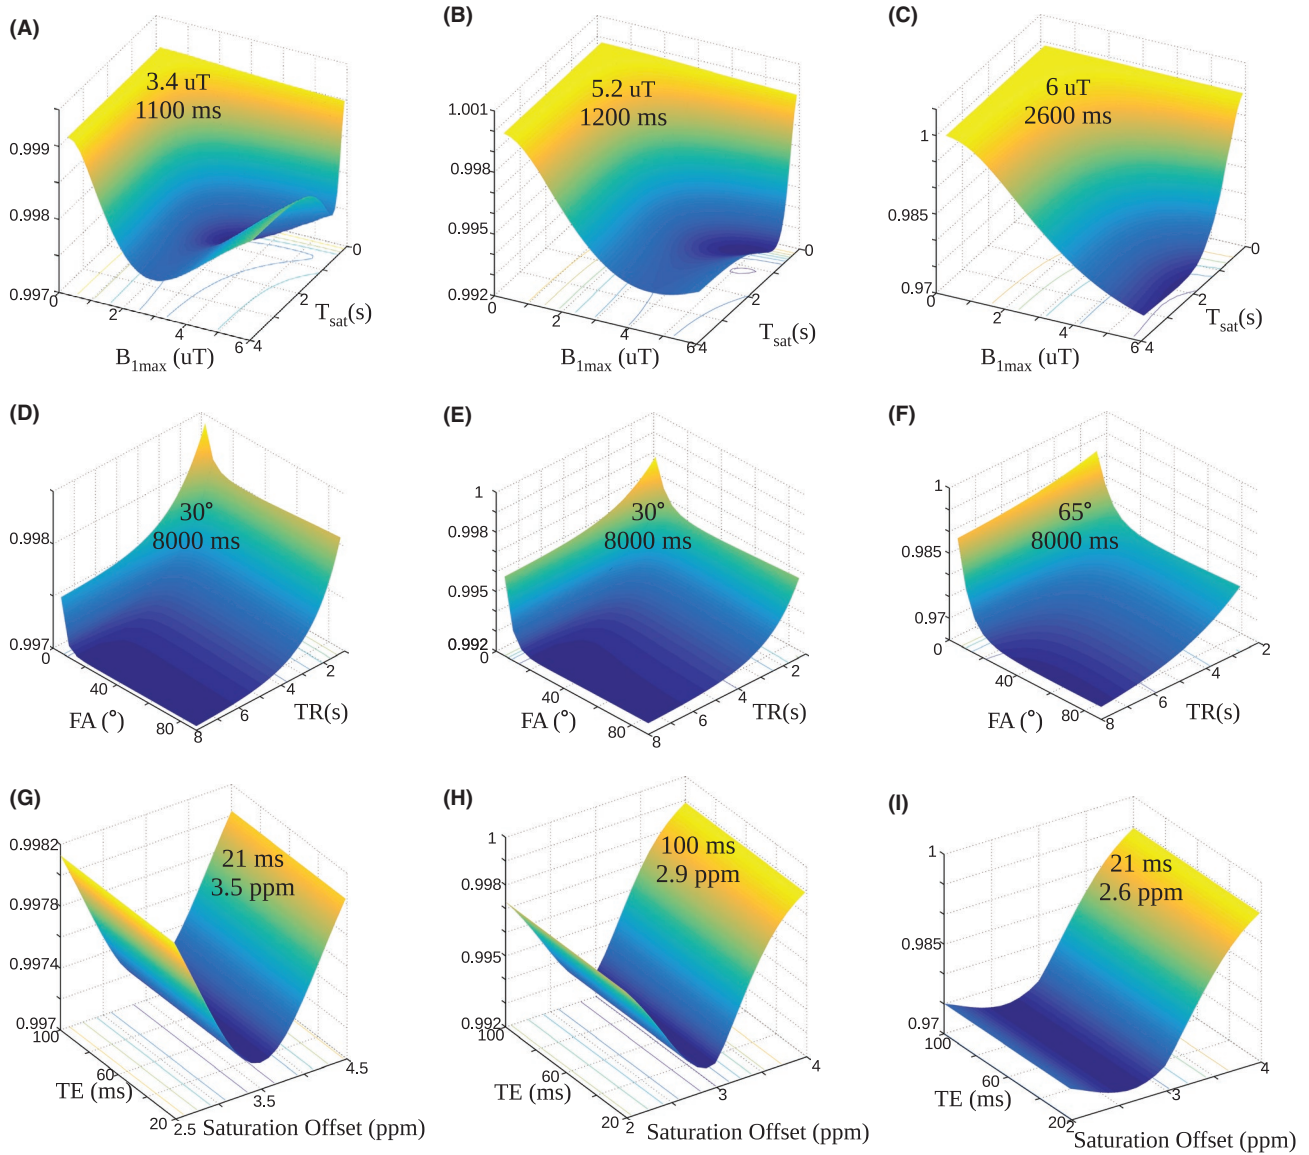 (A)
3.4 uT
1100 ms
0.999
0.998
0.997
0
2
4
6
4
2
0
B1max (uT)
Tsat(s)
(B)
5.2 uT
1200 ms
1.001
0.998
0.995
0.992
0
2
4
6
4
2
0
B1max (uT)
Tsat(s)
(C)
6 uT
2600 ms
1
0.985
0.97
0
2
4
6
4
2
0
B1max (uT)
Tsat(s)
(D)
30°
8000 ms
0.998
0.997
0
40
80
8
6
4
2
FA (°)
TR(s)
(E)
30°
8000 ms
1
0.998
0.995
0.992
0
40
80
8
6
4
2
FA (°)
TR(s)
(F)
65°
8000 ms
1
0.985
0.97
0
40
80
8
6
4
2
FA (°)
TR(s)
(G)
21 ms
3.5 ppm
0.9982
0.9978
0.9974
0.997
100
60
20
2.5
3.5
4.5
TE (ms)
Saturation Offset (ppm)
(H)
100 ms
2.9 ppm
1
0.998
0.995
0.992
100
60
20
2
3
4
TE (ms)
Saturation Offset (ppm)
(I)
21 ms
2.6 ppm
1
0.985
0.97
100
60
20
2
3
4
TE (ms)
Saturation Offset (ppm)